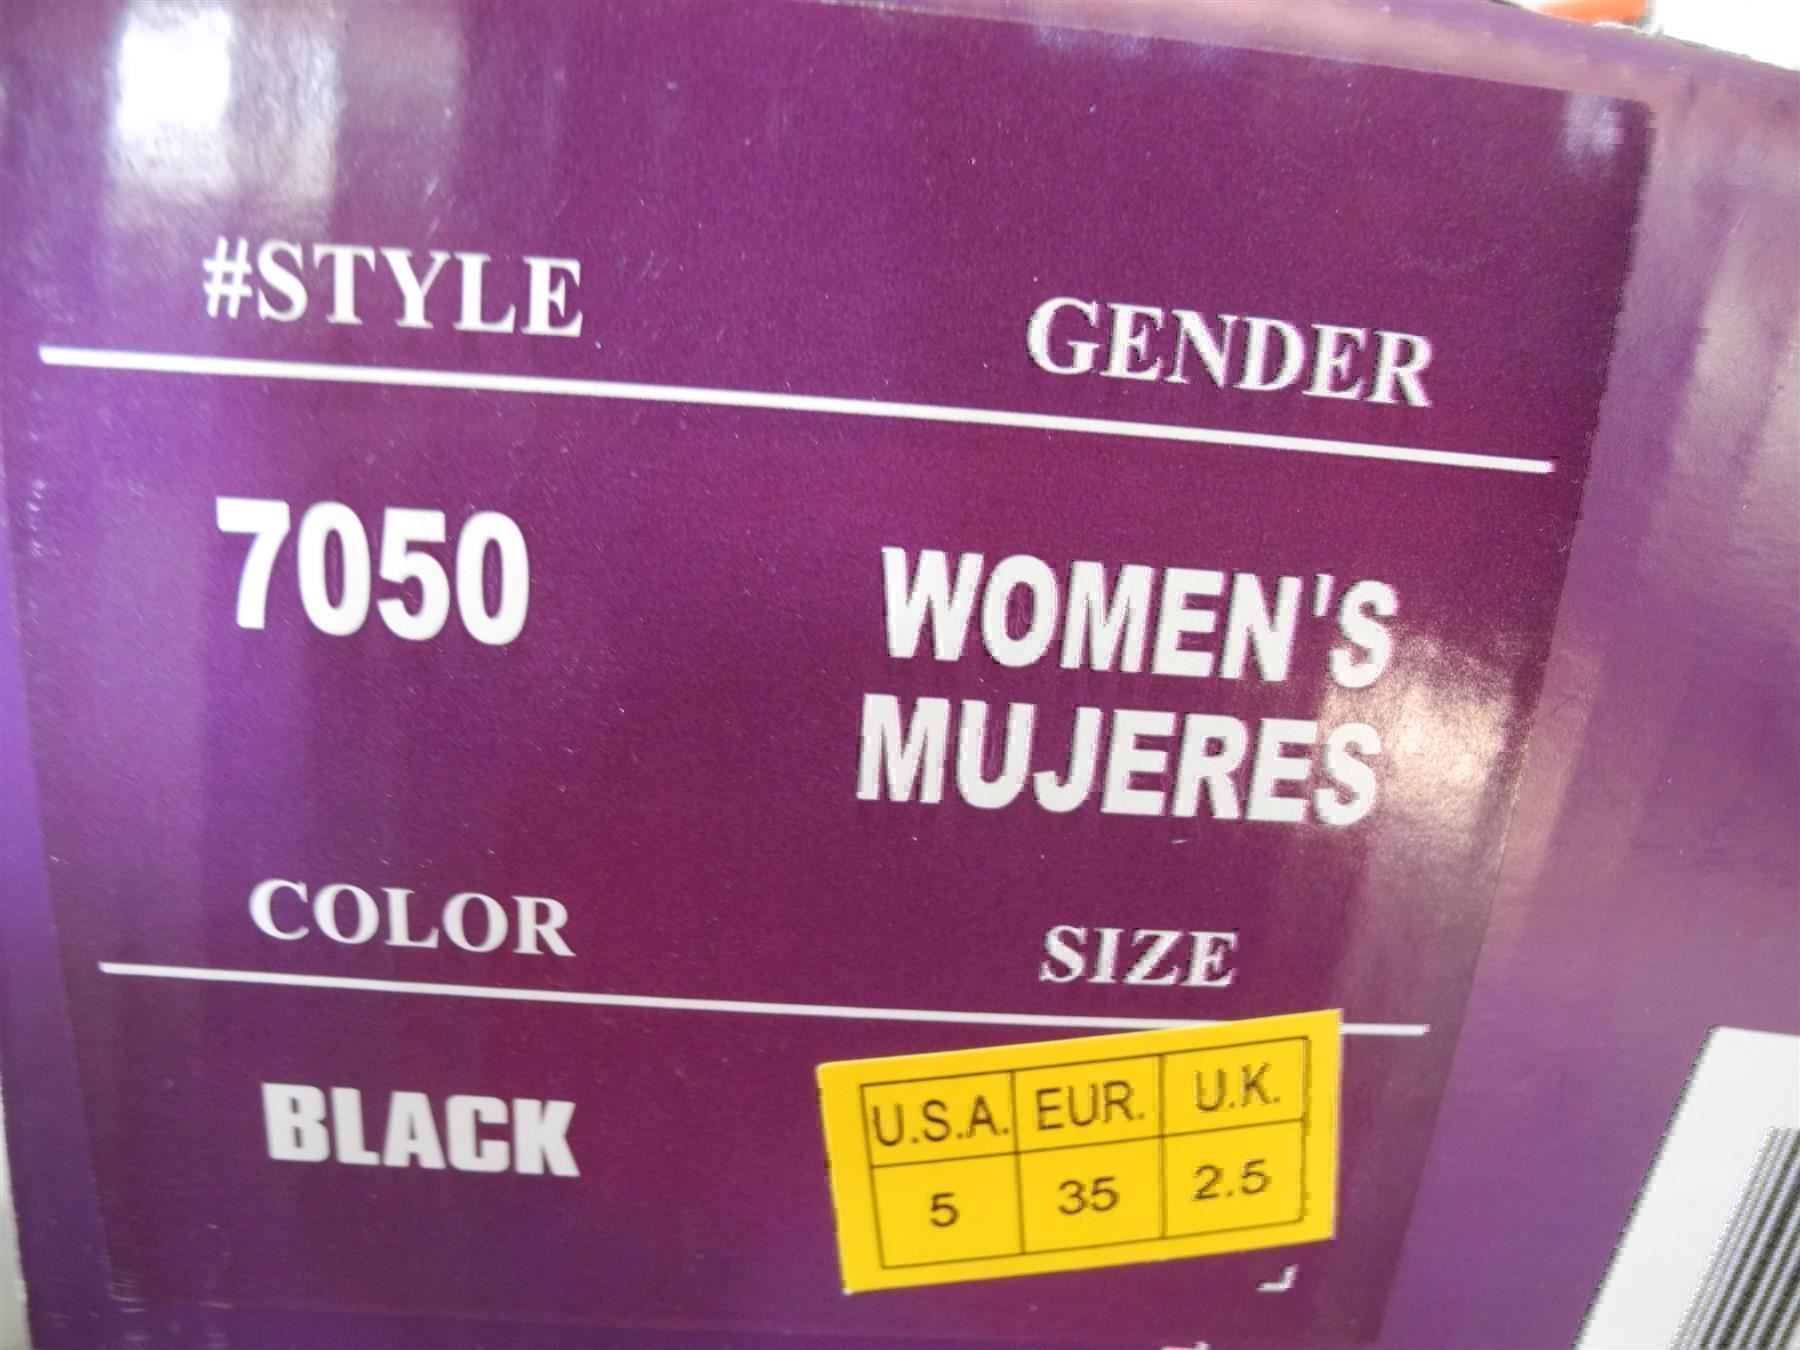 #STYLE GENDER
7050 WOMEN'S
MUJERES
COLOR SIZE
BLACK
U.S.A. EUR. U.K.
5 35 2.5